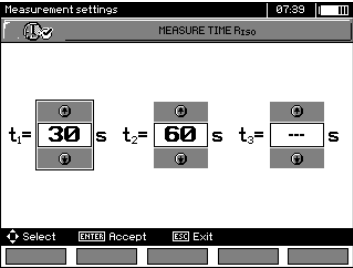 Measurement settings 07:39
MEASURE TIME RISO
t1= 30 s t2= 60 s t3= --- s
Select ENTER Accept ESC Exit